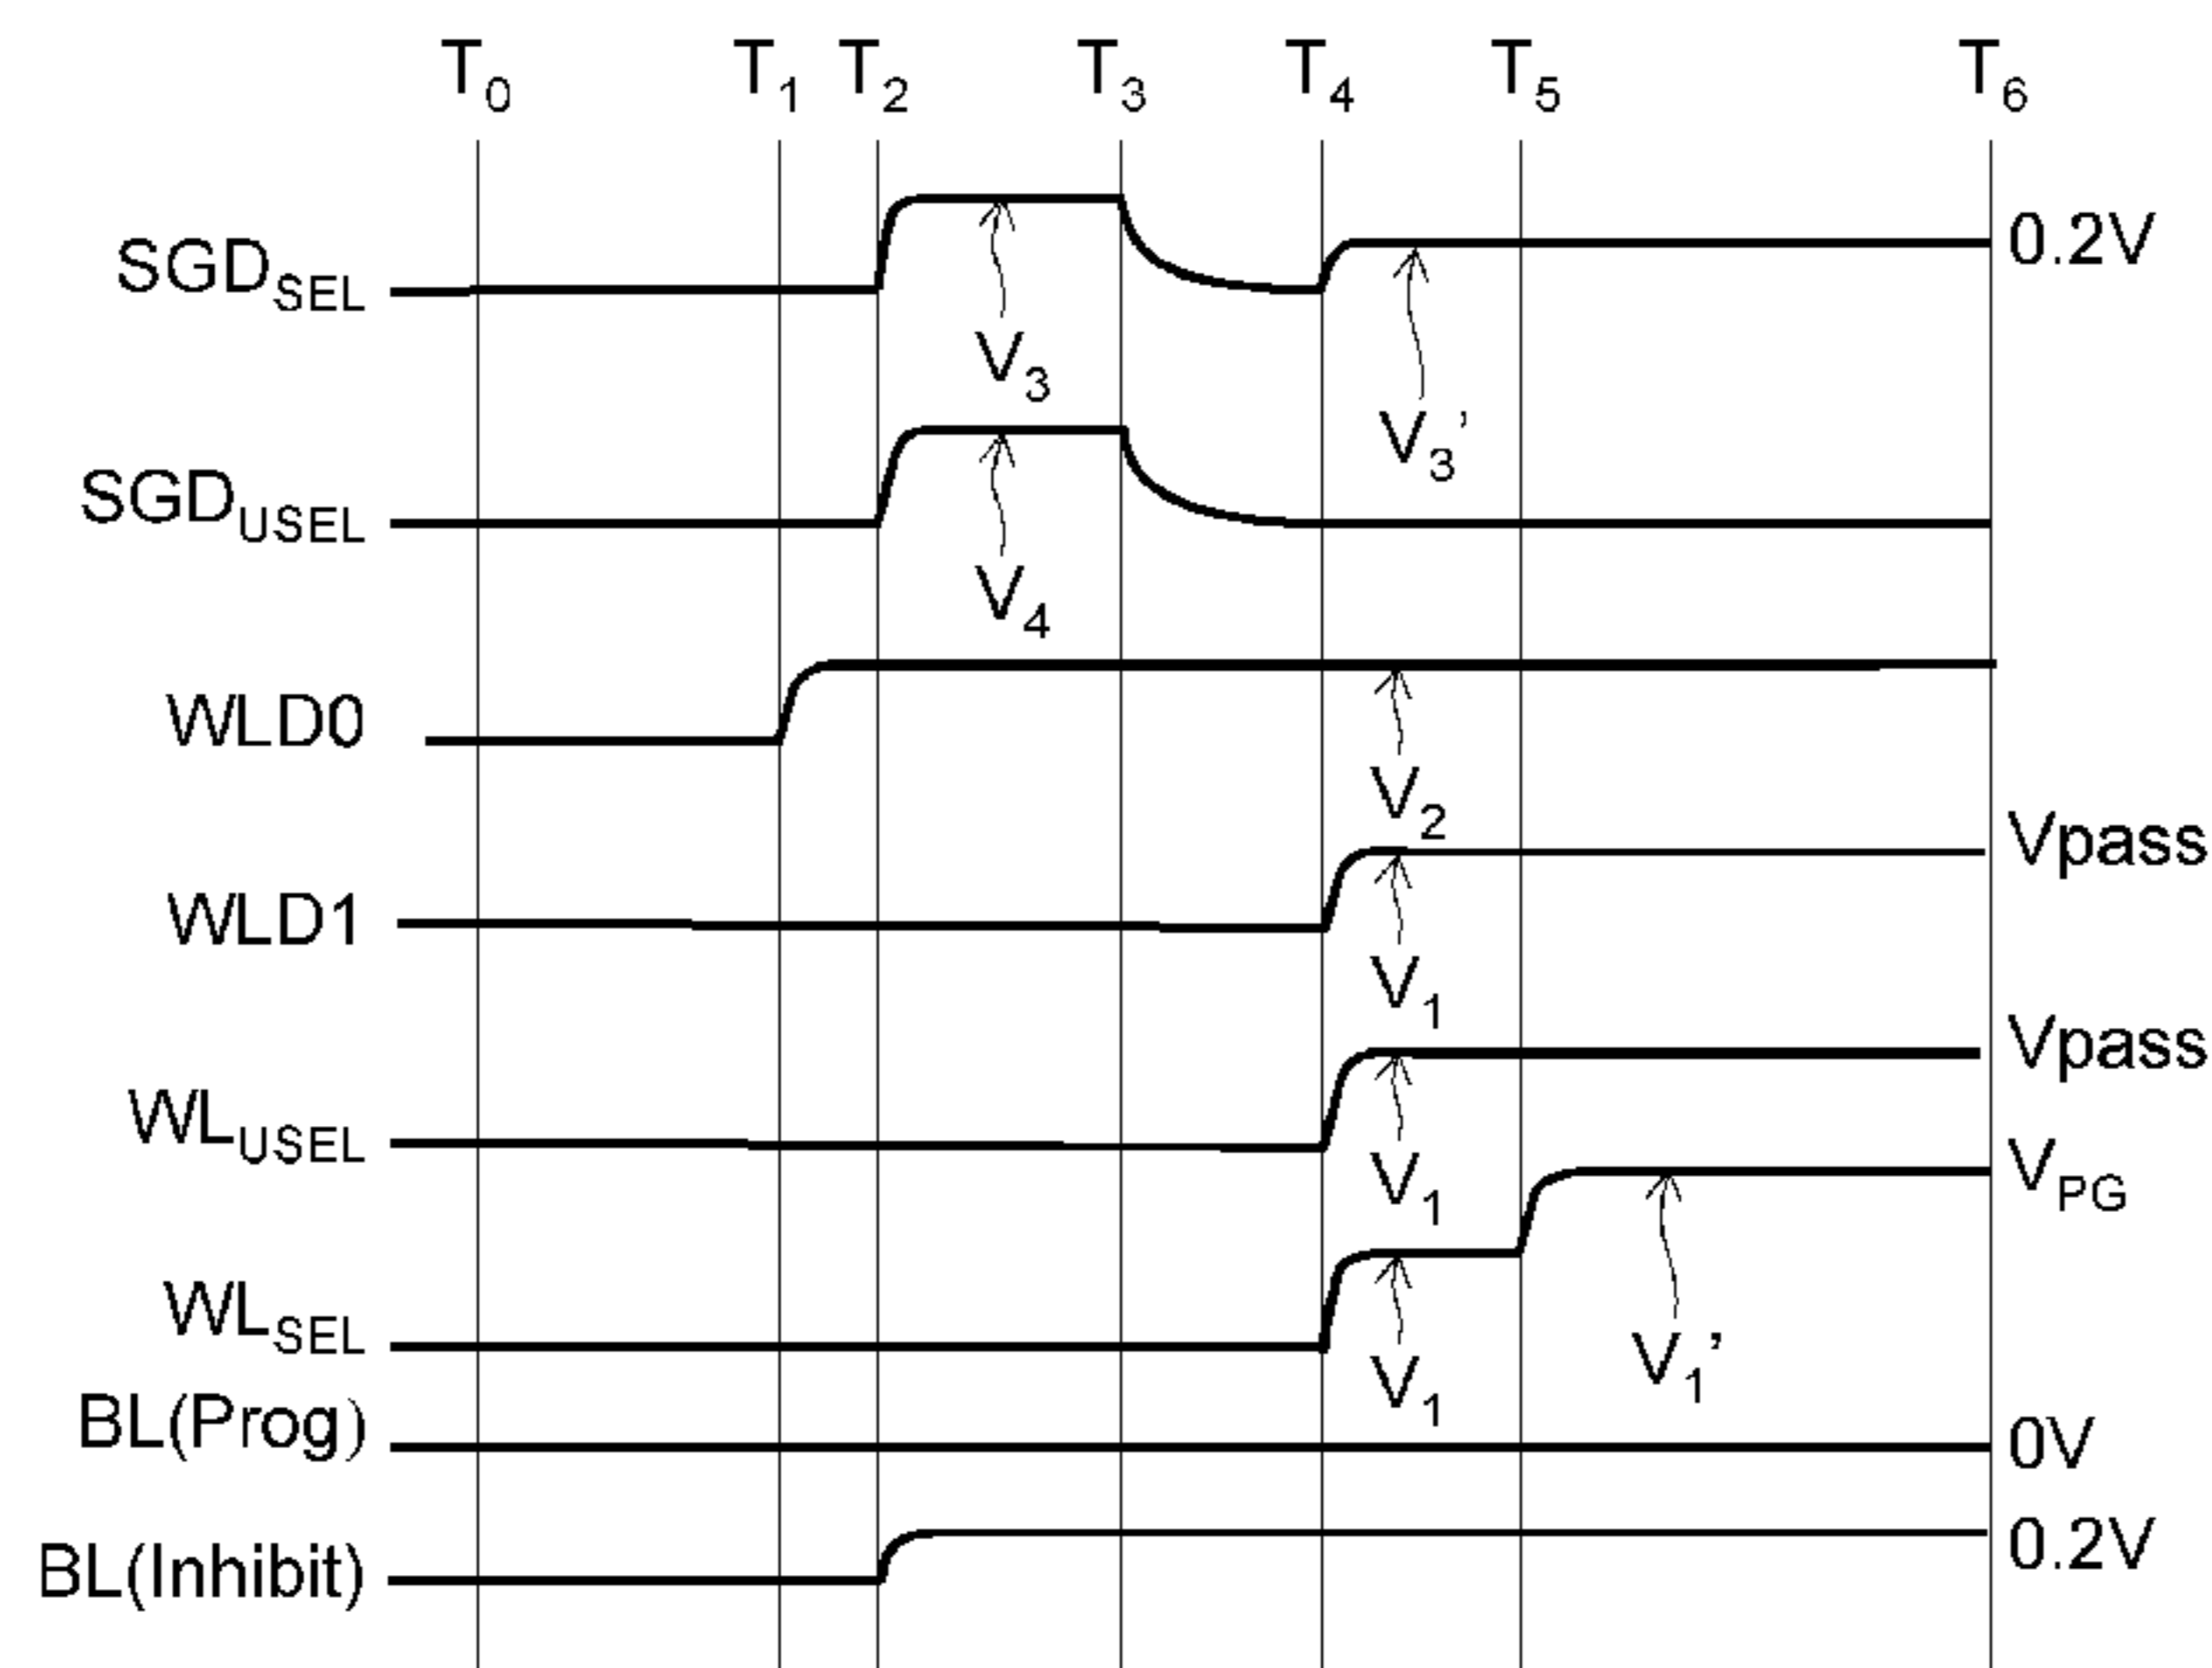 T0 T1 T2 T3 T4 T5 T6
SGDSEL 0.2V
V3
V3’
SGDUSEL
V4
WLD0
V2
Vpass
WLD1
V1
Vpass
WLUSEL
V1
VPG
WLSEL
V1
V1’
BL(Prog) 0V
BL(Inhibit) 0.2V